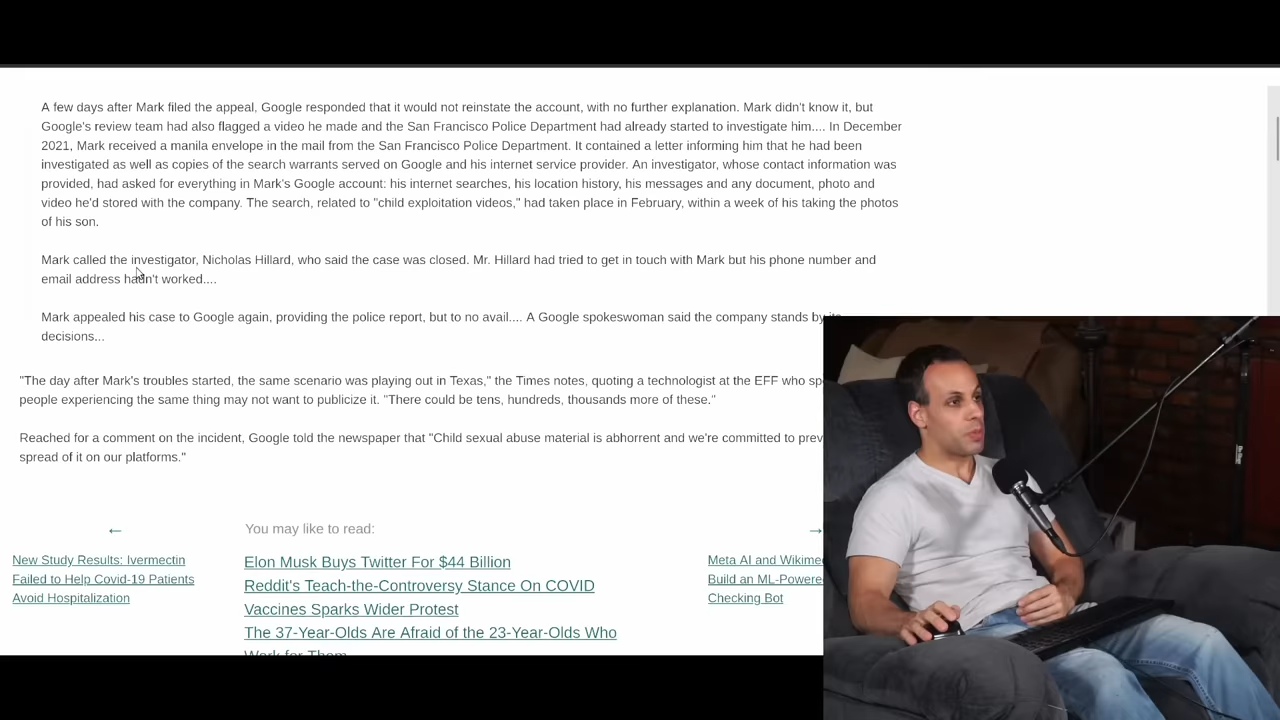 A few days after Mark filed the appeal, Google responded that it would not reinstate the account, with no further explanation. Mark didn't know it, but
Google's review team had also flagged a video he made and the San Francisco Police Department had already started to investigate him.... In December
2021, Mark received a manila envelope in the mail from the San Francisco Police Department. It contained a letter informing him that he had been
investigated as well as copies of the search warrants served on Google and his internet service provider. An investigator, whose contact information was
provided, had asked for everything in Mark's Google account: his internet searches, his location history, his messages and any document, photo and
video he'd stored with the company. The search, related to "child exploitation videos," had taken place in February, within a week of his taking the photos
of his son.
Mark called the investigator, Nicholas Hillard, who said the case was closed. Mr. Hillard had tried to get in touch with Mark but his phone number and
email address hadn't worked....
Mark appealed his case to Google again, providing the police report, but to no avail.... A Google spokeswoman said the company stands by its
decisions...
"The day after Mark's troubles started, the same scenario was playing out in Texas," the Times notes, quoting a technologist at the EFF who
people experiencing the same thing may not want to publicize it. "There could be tens, hundreds, thousands more of these."
Reached for a comment on the incident, Google told the newspaper that "Child sexual abuse material is abhorrent and we're committed to
spread of it on our platforms."
← You may like to read: →
New Study Results: Ivermectin
Failed to Help Covid-19 Patients
Avoid Hospitalization
Elon Musk Buys Twitter For $44 Billion
Reddit's Teach-the-Controversy Stance On COVID
Vaccines Sparks Wider Protest
The 37-Year-Olds Are Afraid of the 23-Year-Olds Who
Work for Them
Meta AI and
Build an
Checking Bot